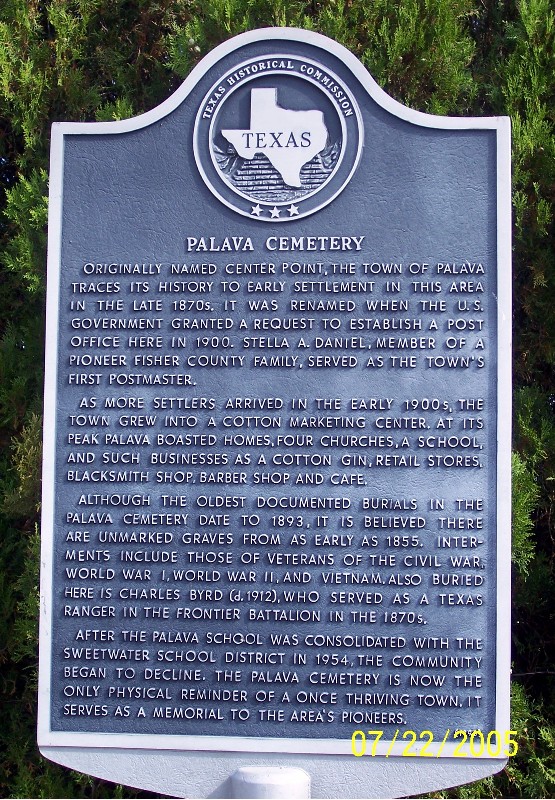 TEXAS HISTORICAL COMMISSION
TEXAS
PALAVA CEMETERY
ORIGINALLY NAMED CENTER POINT, THE TOWN OF PALAVA
TRACES ITS HISTORY TO EARLY SETTLEMENT IN THIS AREA
IN THE LATE 1870s. IT WAS RENAMED WHEN THE U.S.
GOVERNMENT GRANTED A REQUEST TO ESTABLISH A POST
OFFICE HERE IN 1900. STELLA A. DANIEL, MEMBER OF A
PIONEER FISHER COUNTY FAMILY, SERVED AS THE TOWN'S
FIRST POSTMASTER.
AS MORE SETTLERS ARRIVED IN THE EARLY 1900s, THE
TOWN GREW INTO A COTTON MARKETING CENTER. AT ITS
PEAK PALAVA BOASTED HOMES, FOUR CHURCHES, A SCHOOL,
AND SUCH BUSINESSES AS A COTTON GIN, RETAIL STORES,
BLACKSMITH SHOP, BARBER SHOP AND CAFE.
ALTHOUGH THE OLDEST DOCUMENTED BURIALS IN THE
PALAVA CEMETERY DATE TO 1893, IT IS BELIEVED THERE
ARE UNMARKED GRAVES FROM AS EARLY AS 1855. INTER-
MENTS INCLUDE THOSE OF VETERANS OF THE CIVIL WAR,
WORLD WAR I, WORLD WAR II, AND VIETNAM. ALSO BURIED
HERE IS CHARLES BYRD (d. 1912), WHO SERVED AS A TEXAS
RANGER IN THE FRONTIER BATTALION IN THE 1870s.
AFTER THE PALAVA SCHOOL WAS CONSOLIDATED WITH THE
SWEETWATER SCHOOL DISTRICT IN 1954, THE COMMUNITY
BEGAN TO DECLINE. THE PALAVA CEMETERY IS NOW THE
ONLY PHYSICAL REMINDER OF A ONCE THRIVING TOWN. IT
SERVES AS A MEMORIAL TO THE AREA'S PIONEERS.
07/22/2005